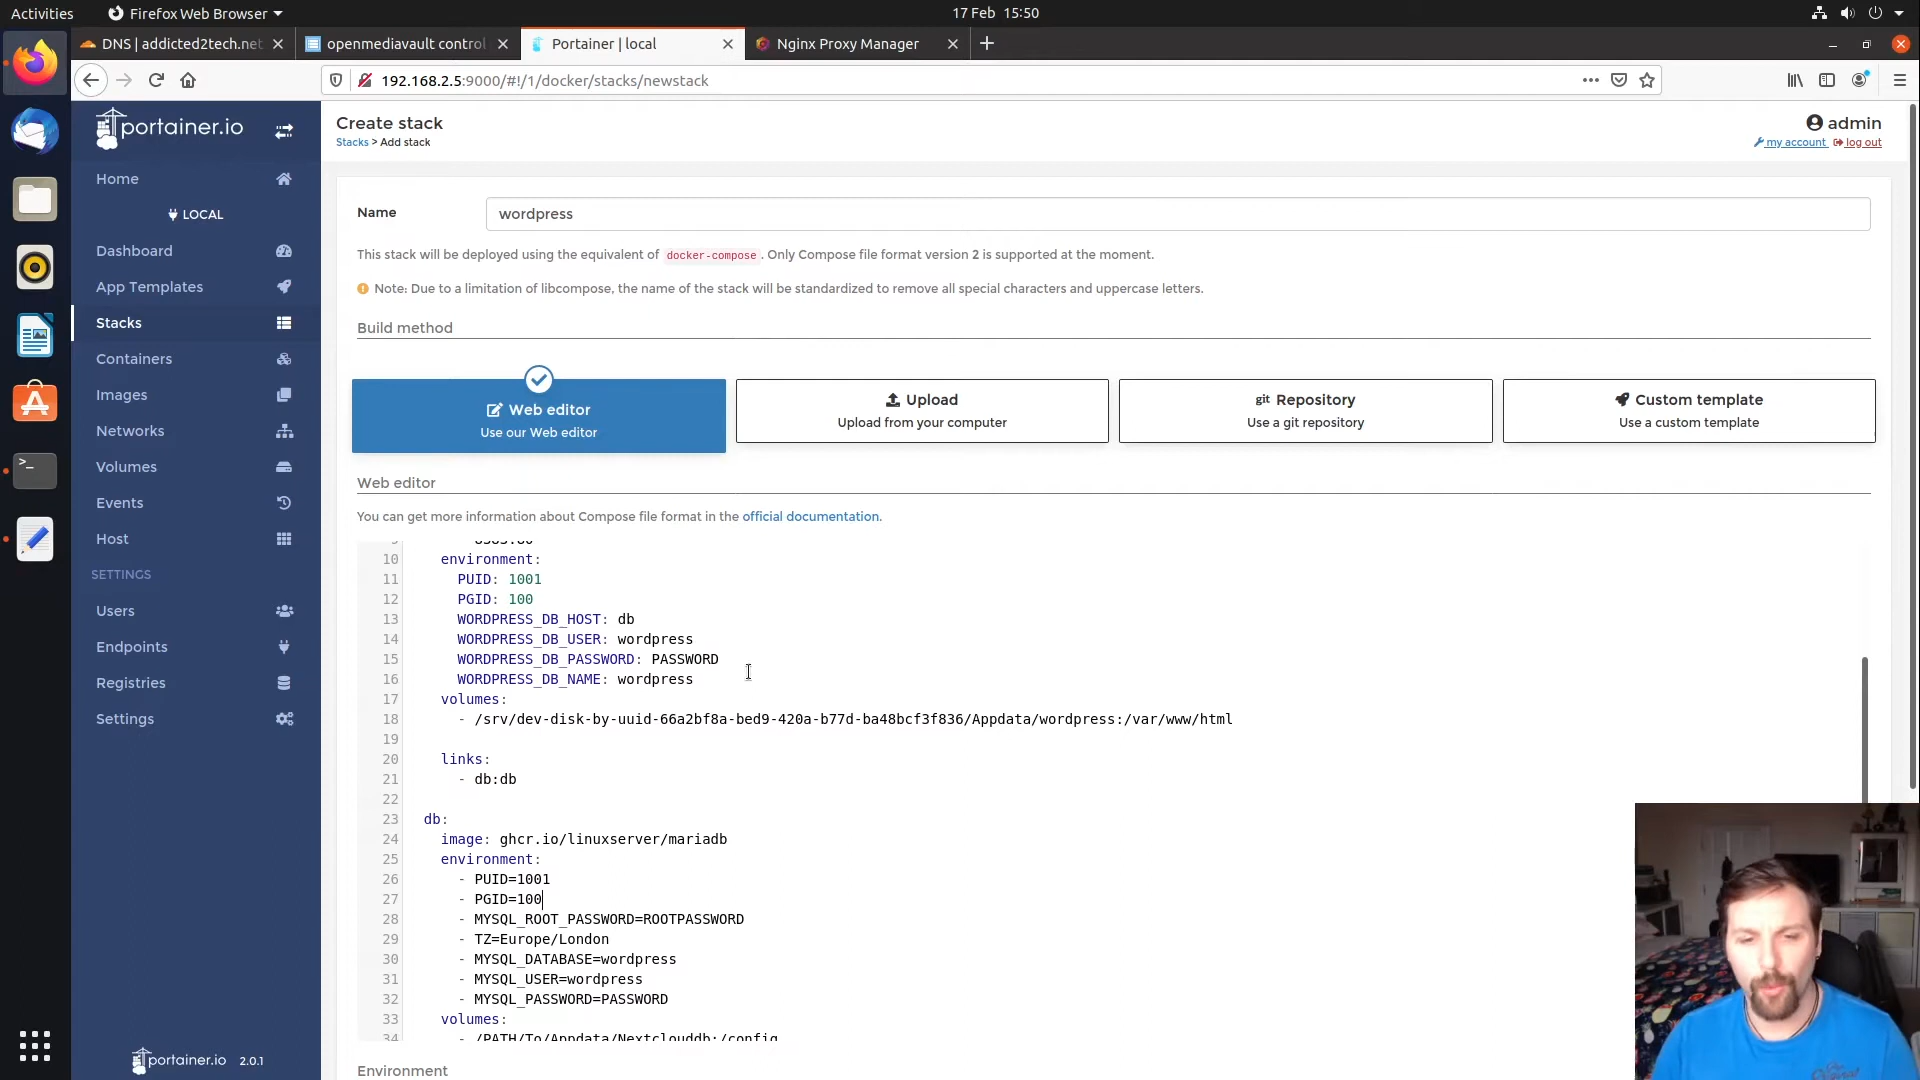 Activities
Firefox Web Browser
17 Feb 15:50
DNS | addicted2tech.net
openmediavault control
Portainer | local
Nginx Proxy Manager
192.168.2.5:9000/#!/1/docker/stacks/newstack
portainer.io
Home
LOCAL
Dashboard
App Templates
Stacks
Containers
Images
Networks
Volumes
Events
Host
SETTINGS
Users
Endpoints
Registries
Settings
portainer.io 2.0.1
Create stack
Stacks > Add stack
admin
my account log out
Name
wordpress
This stack will be deployed using the equivalent of docker-compose. Only Compose file format version 2 is supported at the moment.
Note: Due to a limitation of libcompose, the name of the stack will be standardized to remove all special characters and uppercase letters.
Build method
Web editor
Use our Web editor
Upload
Upload from your computer
git Repository
Use a git repository
Custom template
Use a custom template
Web editor
You can get more information about Compose file format in the official documentation.
10 environment:
11 PUID: 1001
12 PGID: 100
13 WORDPRESS_DB_HOST: db
14 WORDPRESS_DB_USER: wordpress
15 WORDPRESS_DB_PASSWORD: PASSWORD
16 WORDPRESS_DB_NAME: wordpress
17 volumes:
18 - /srv/dev-disk-by-uuid-66a2bf8a-bed9-420a-b77d-ba48bcf3f836/Appdata/wordpress:/var/www/html
19
20 links:
21 - db:db
22
23 db:
24 image: ghcr.io/linuxserver/mariadb
25 environment:
26 - PUID=1001
27 - PGID=100
28 - MYSQL_ROOT_PASSWORD=ROOTPASSWORD
29 - TZ=Europe/London
30 - MYSQL_DATABASE=wordpress
31 - MYSQL_USER=wordpress
32 - MYSQL_PASSWORD=PASSWORD
33 volumes:
34 - /PATH/To/Appdata/Nextclouddb:/config
Environment